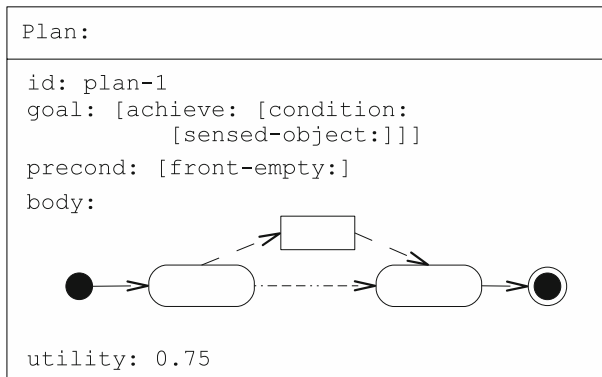 Plan:
id: plan-1
goal: [achieve: [condition:
[sensed-object:]]]
precond: [front-empty:]
body:
utility: 0.75